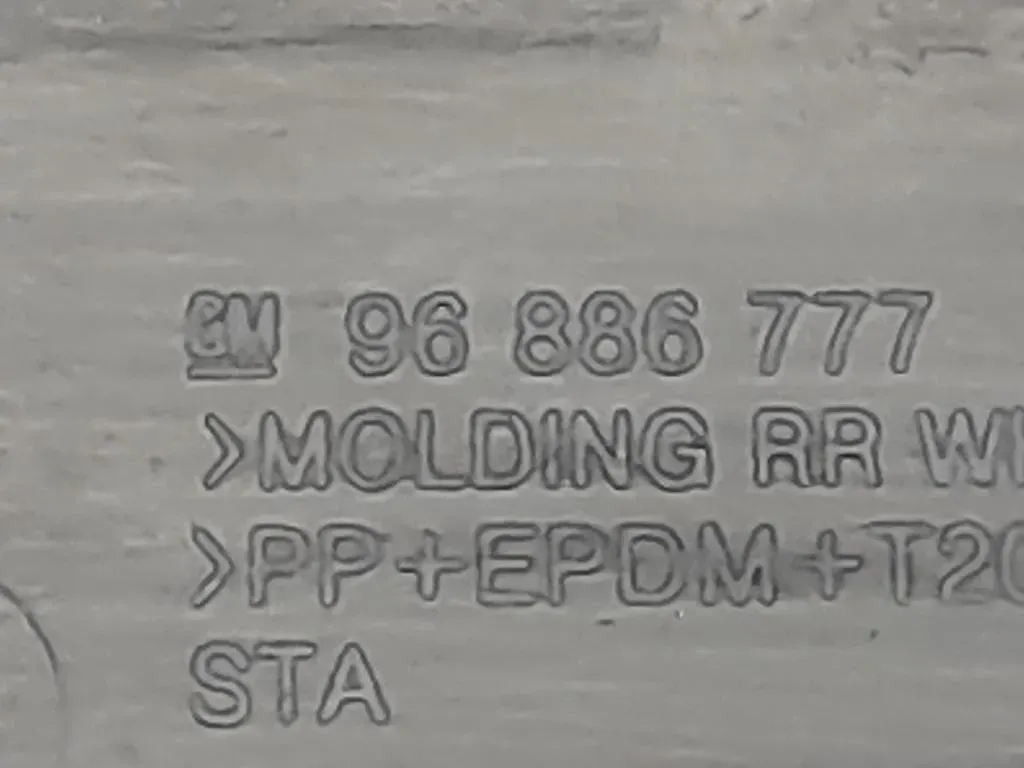 GM 96 886 777
>MOLDING RR
>PP+EPDM+T20
STA